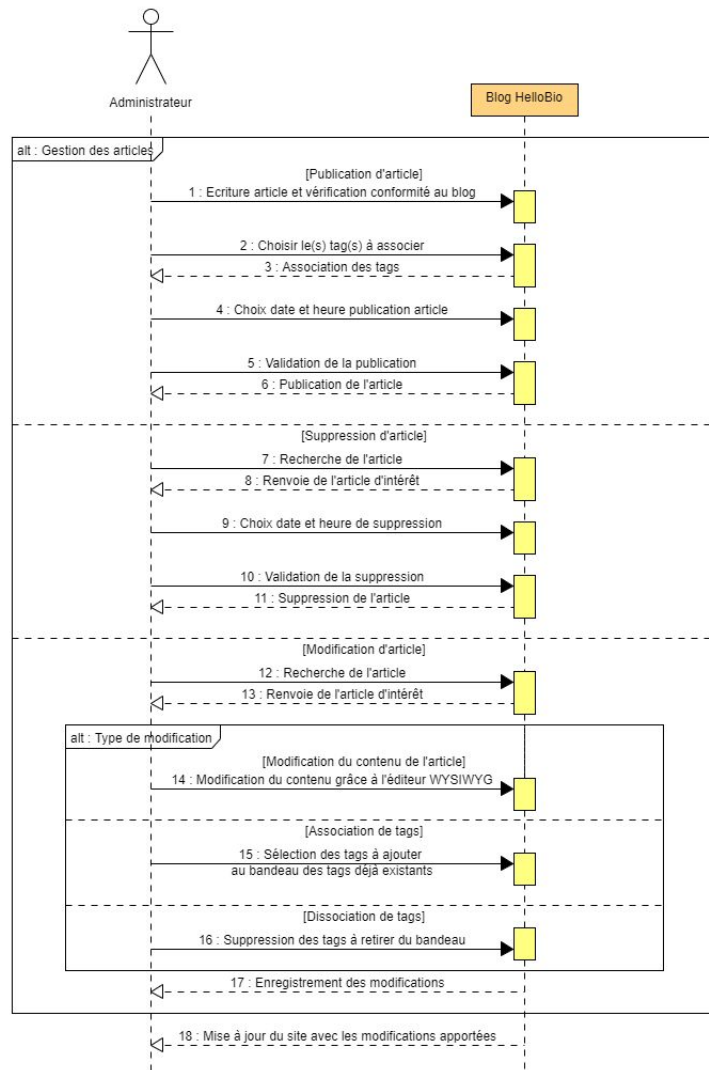 Administrateur
Blog HelloBio
alt : Gestion des articles
[Publication d'article]
1 : Ecriture article et vérification conformité au blog
2 : Choisir le(s) tag(s) à associer
3 : Association des tags
4 : Choix date et heure publication article
5 : Validation de la publication
6 : Publication de l'article
[Suppression d'article]
7 : Recherche de l'article
8 : Renvoie de l'article d'intérêt
9 : Choix date et heure de suppression
10 : Validation de la suppression
11 : Suppression de l'article
[Modification d'article]
12 : Recherche de l'article
13 : Renvoie de l'article d'intérêt
alt : Type de modification
[Modification du contenu de l'article]
14 : Modification du contenu grâce à l'éditeur WYSIWYG
[Association de tags]
15 : Sélection des tags à ajouter
au bandeau des tags déjà existants
[Dissociation de tags]
16 : Suppression des tags à retirer du bandeau
17 : Enregistrement des modifications
18 : Mise à jour du site avec les modifications apportées